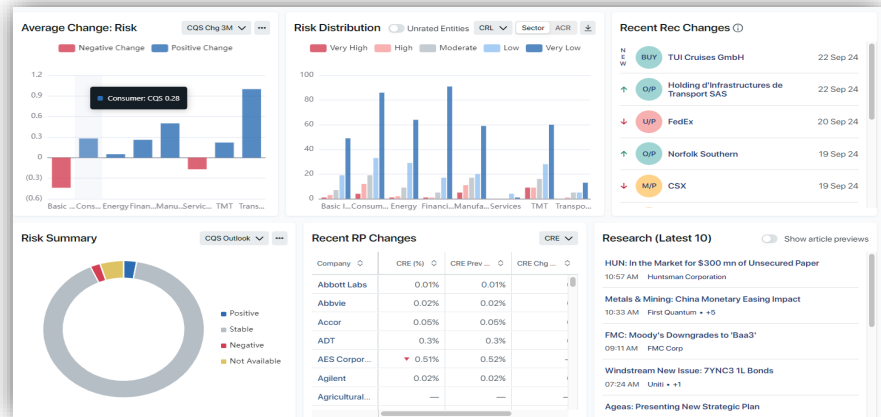 Average Change: Risk
CQS Chg 3M
Negative Change Positive Change
1.2
0.9
0.6
0.3
0
(0.3)
(0.6)
Consumer: CQS 0.28
Basic ... Cons... Energy Finan... Manu... Servic... TMT Trans...
Risk Distribution
Unrated Entities
CRL
Sector ACR
Very High High Moderate Low Very Low
100
80
60
40
20
0
Basic I... Consum... Energy Financi... Manufa... Services TMT Transpo...
Recent Rec Changes
NEW BUY TUI Cruises GmbH 22 Sep 24
O/P Holding d'Infrastructures de
Transport SAS 22 Sep 24
U/P FedEx 20 Sep 24
O/P Norfolk Southern 19 Sep 24
M/P CSX 19 Sep 24
Risk Summary
CQS Outlook
Positive
Stable
Negative
Not Available
Recent RP Changes
CRE
Company CRE (%) CRE Prev ... CRE Chg ...
Abbott Labs 0.01% 0.01%
Abbvie 0.02% 0.02%
Accor 0.05% 0.05%
ADT 0.3% 0.3%
AES Corpor... 0.51% 0.52%
Agilent 0.02% 0.02%
Agricultural... — —
Research (Latest 10)
Show article previews
HUN: In the Market for $300 mn of Unsecured Paper
10:57 AM Huntsman Corporation
Metals & Mining: China Monetary Easing Impact
10:33 AM First Quantum • +5
FMC: Moody's Downgrades to 'Baa3'
09:11 AM FMC Corp
Windstream New Issue: 7YNC3 1L Bonds
07:24 AM Uniti • +1
Ageas: Presenting New Strategic Plan